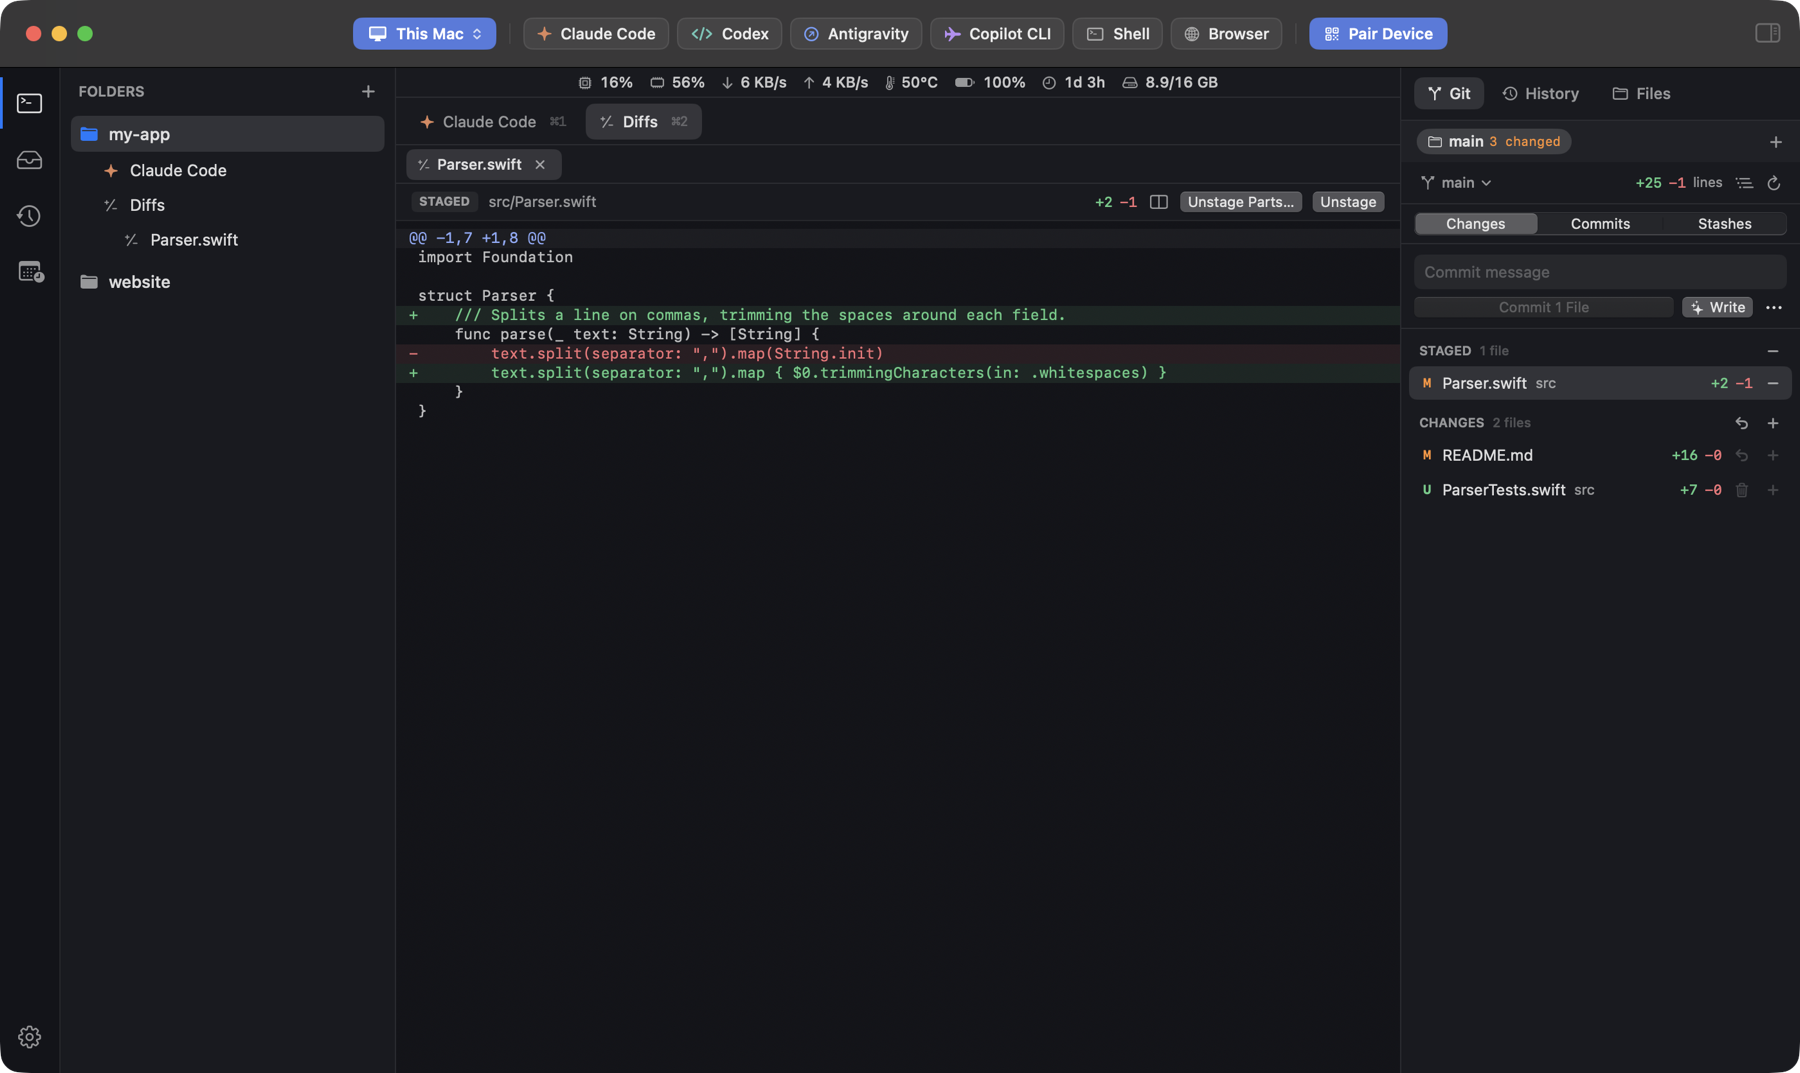 This Mac
Claude Code
Codex
Antigravity
Copilot CLI
Shell
Browser
Pair Device
FOLDERS
my-app
Claude Code
Diffs
Parser.swift
website
16% 56% ↓ 6 KB/s ↑ 4 KB/s 50°C 100% 1d 3h 8.9/16 GB
Claude Code ⌘1
Diffs ⌘2
Parser.swift
STAGED src/Parser.swift +2 −1 Unstage Parts... Unstage
@@ −1,7 +1,8 @@
import Foundation
struct Parser {
+    /// Splits a line on commas, trimming the spaces around each field.
    func parse(_ text: String) −> [String] {
−        text.split(separator: ",").map(String.init)
+        text.split(separator: ",").map { $0.trimmingCharacters(in: .whitespaces) }
    }
}
Git
History
Files
main 3 changed
main +25 −1 lines
Changes Commits Stashes
Commit message
Commit 1 File Write
STAGED 1 file
M Parser.swift src +2 −1
CHANGES 2 files
M README.md +16 −0
U ParserTests.swift src +7 −0